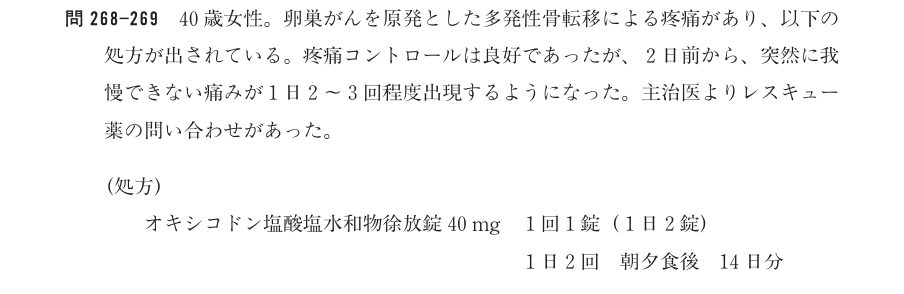 問 268−269　40 歳女性。卵巣がんを原発とした多発性骨転移による疼痛があり、以下の
処方が出されている。疼痛コントロールは良好であったが、2 日前から、突然に我
慢できない痛みが 1 日 2 〜 3 回程度出現するようになった。主治医よりレスキュー
薬の問い合わせがあった。
(処方)
オキシコドン塩酸塩水和物徐放錠 40 mg　1 回 1 錠（1 日 2 錠）
1 日 2 回　朝夕食後　14 日分